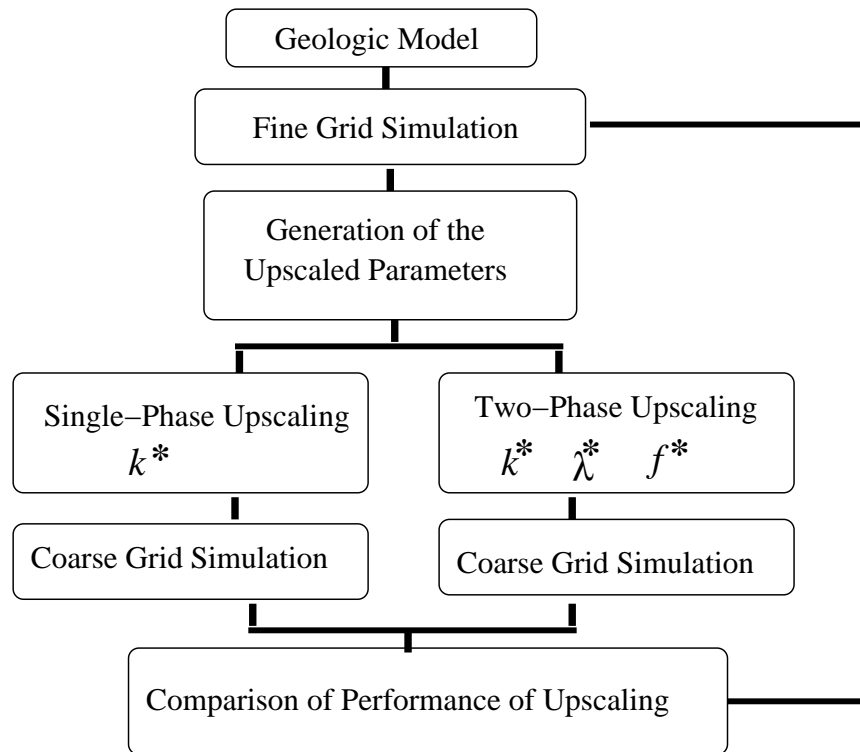 Geologic Model
Fine Grid Simulation
Generation of the
Upscaled Parameters
Single–Phase Upscaling
k*
Two–Phase Upscaling
k* λ* f*
Coarse Grid Simulation
Coarse Grid Simulation
Comparison of Performance of Upscaling